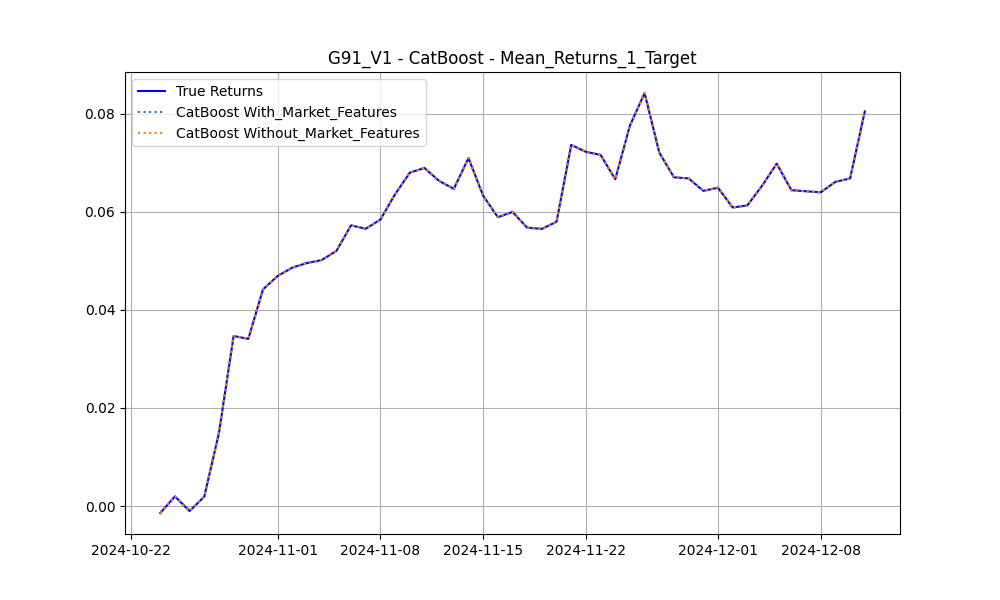 G91_V1 - CatBoost - Mean_Returns_1_Target
True Returns
CatBoost With_Market_Features
CatBoost Without_Market_Features
0.08
0.06
0.04
0.02
0.00
2024-10-22 2024-11-01 2024-11-08 2024-11-15 2024-11-22 2024-12-01 2024-12-08